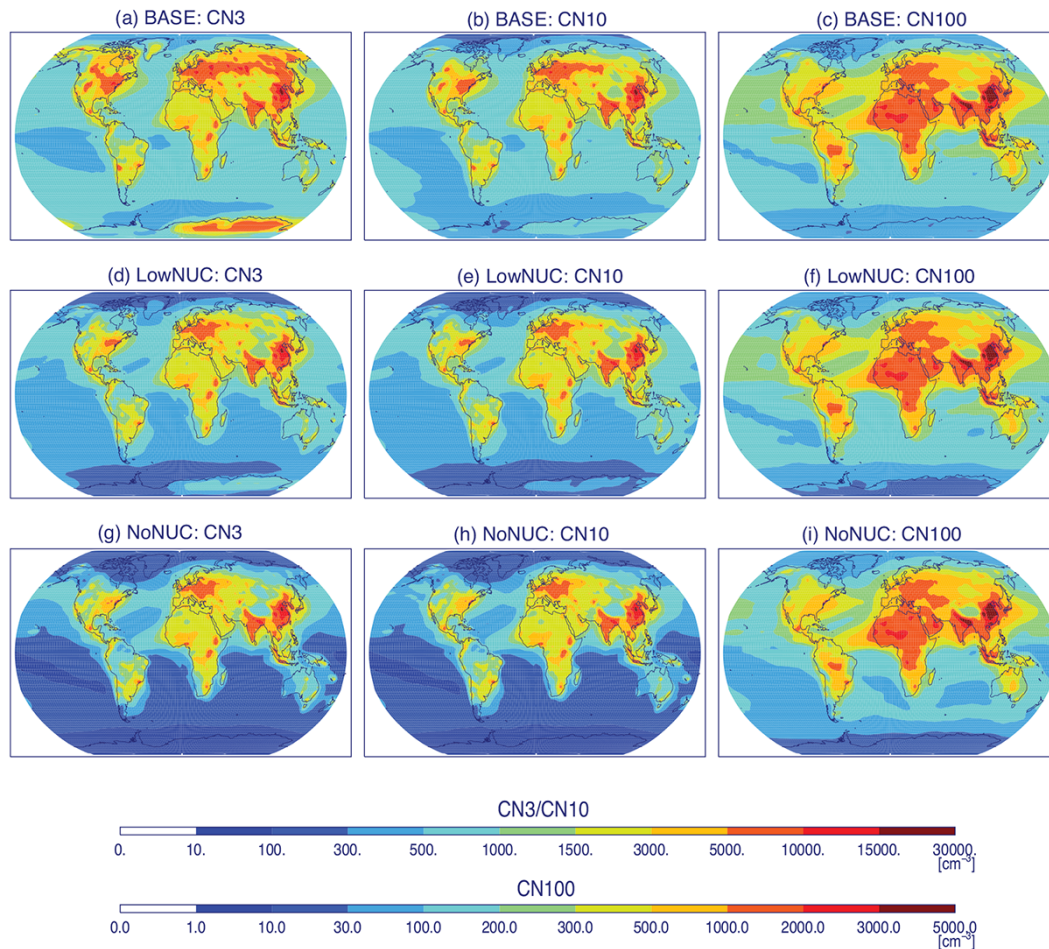 (a) BASE: CN3
(b) BASE: CN10
(c) BASE: CN100
(d) LowNUC: CN3
(e) LowNUC: CN10
(f) LowNUC: CN100
(g) NoNUC: CN3
(h) NoNUC: CN10
(i) NoNUC: CN100
CN3/CN10
0. 10. 100. 300. 500. 1000. 1500. 3000. 5000. 10000. 15000. 30000.
[cm⁻³]
CN100
0.0 1.0 10.0 30.0 50.0 100.0 300.0 500.0 1000.0 2000.0 3000.0 5000.0
[cm⁻³]